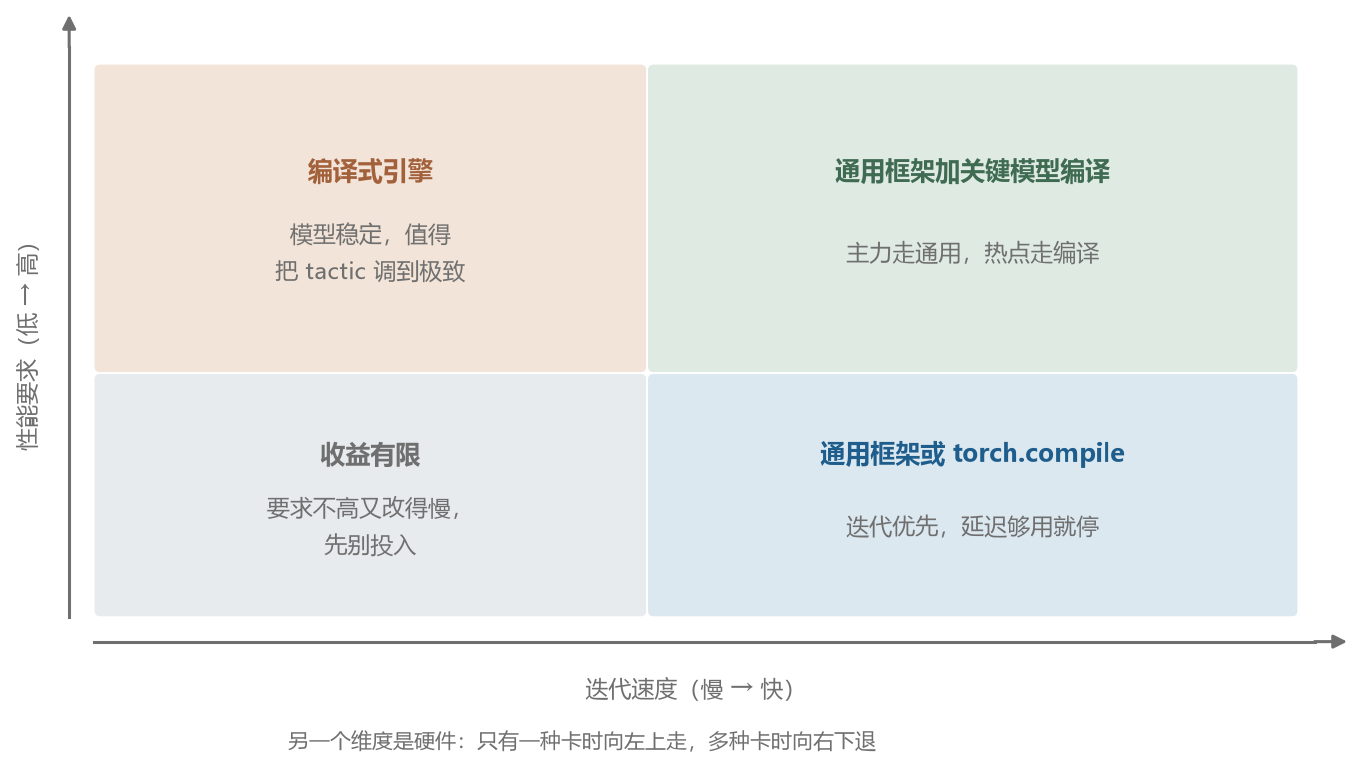 编译式引擎
模型稳定，值得
把 tactic 调到极致
通用框架加关键模型编译
主力走通用，热点走编译
性能要求（低 → 高）
收益有限
要求不高又改得慢，
先别投入
通用框架或 torch.compile
迭代优先，延迟够用就停
迭代速度（慢 → 快）
另一个维度是硬件：只有一种卡时向左上走，多种卡时向右下退